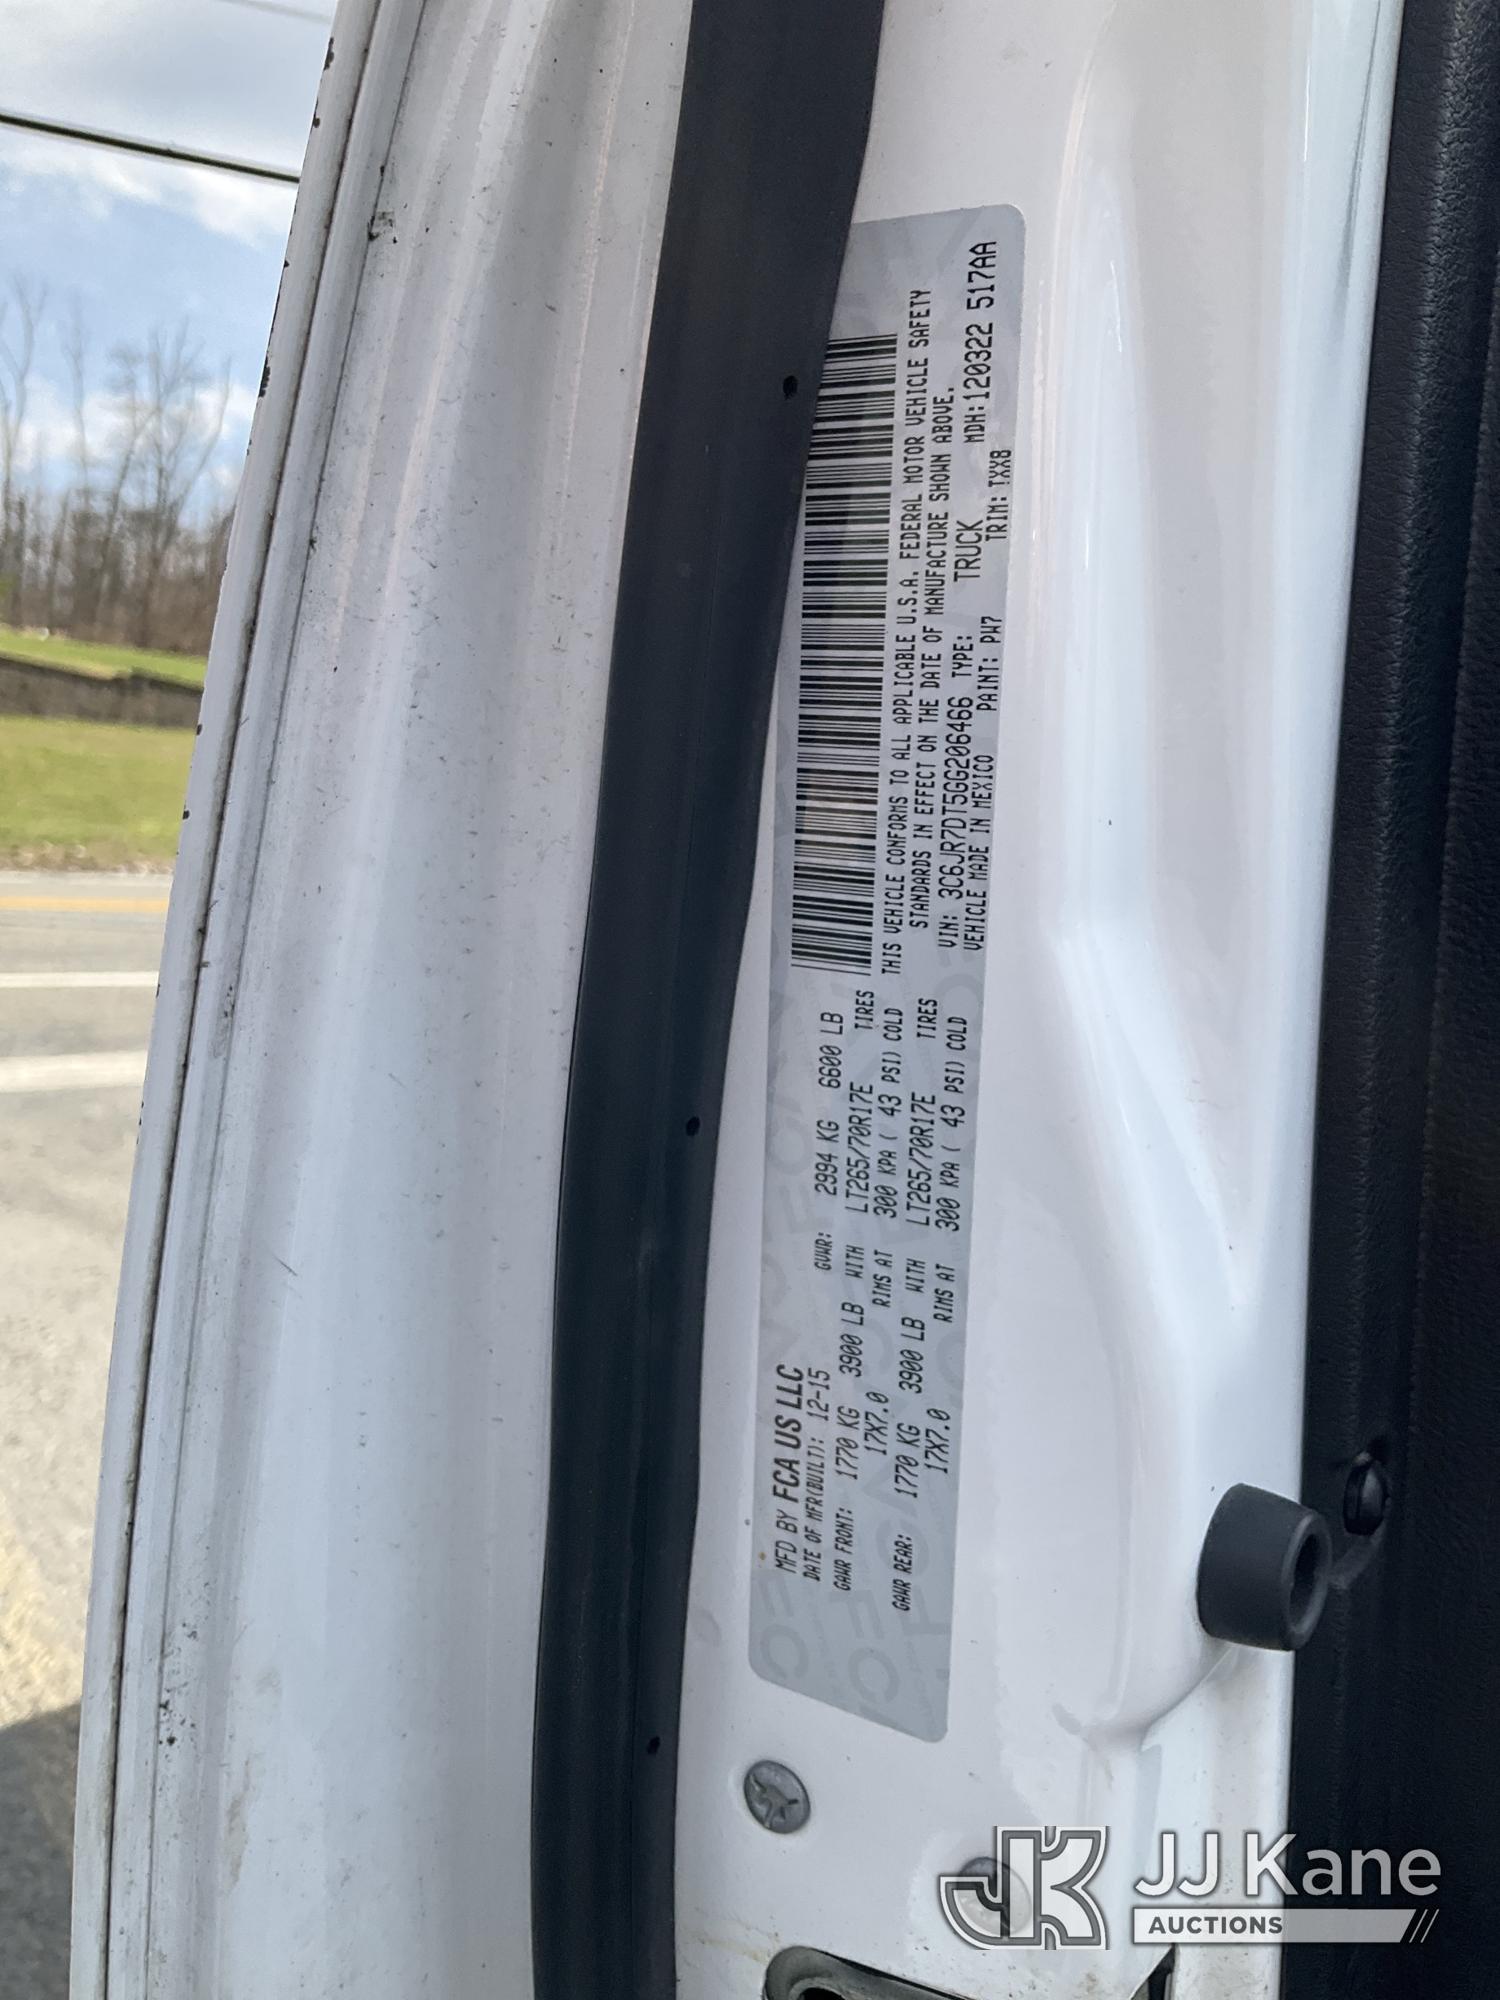 MFD BY FCA US LLC
DATE OF MFR(BUILT): 12-15 GVWR: 2994 KG 6600 LB
GAWR FRONT: 1770 KG 3900 LB WITH LT265/70R17E TIRES
17X7.0 RIMS AT 300 KPA ( 43 PSI) COLD
GAWR REAR: 1770 KG 3900 LB WITH LT265/70R17E TIRES
17X7.0 RIMS AT 300 KPA ( 43 PSI) COLD
THIS VEHICLE CONFORMS TO ALL APPLICABLE U.S.A. FEDERAL MOTOR VEHICLE SAFETY
STANDARDS IN EFFECT ON THE DATE OF MANUFACTURE SHOWN ABOVE.
VIN: 3C6JR7DT5GG206466 TYPE: TRUCK MDH:120322 517AA
VEHICLE MADE IN MEXICO PAINT: PW7 TRIM: TXX8
JK JJ Kane
AUCTIONS